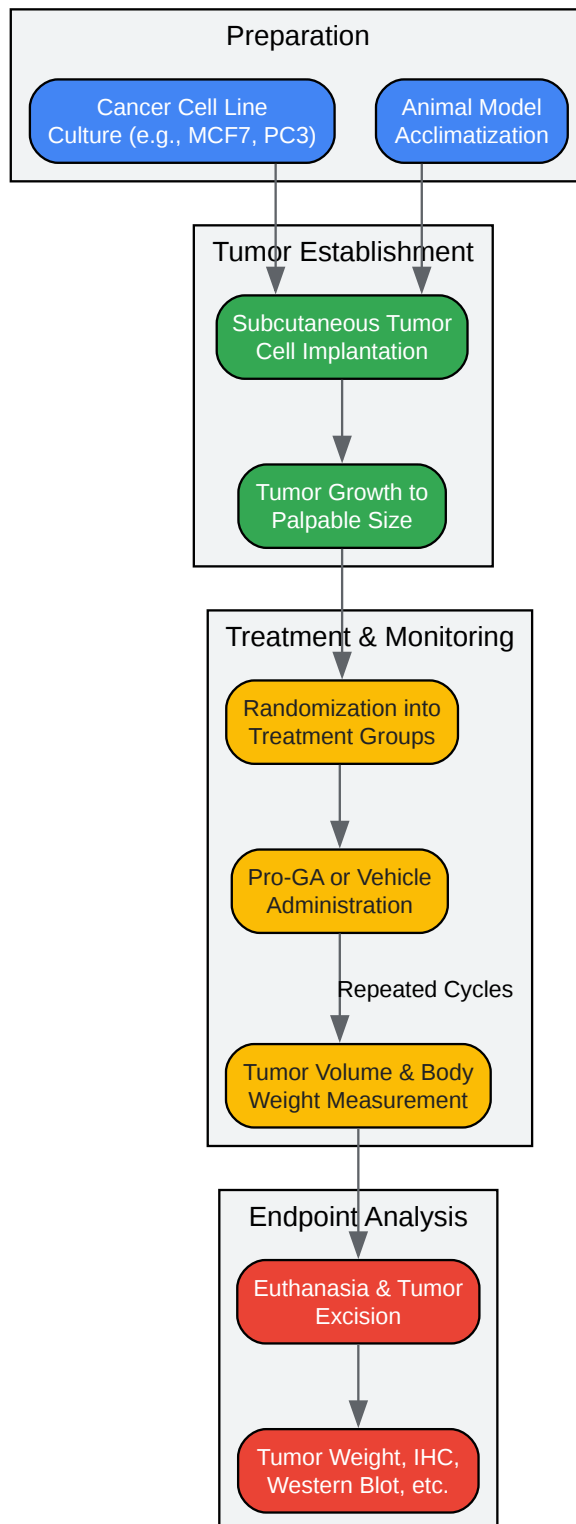 Preparation
Cancer Cell Line
Culture (e.g., MCF7, PC3)
Animal Model
Acclimatization
Tumor Establishment
Subcutaneous Tumor
Cell Implantation
Tumor Growth to
Palpable Size
Treatment & Monitoring
Randomization into
Treatment Groups
Pro-GA or Vehicle
Administration
Repeated Cycles
Tumor Volume & Body
Weight Measurement
Endpoint Analysis
Euthanasia & Tumor
Excision
Tumor Weight, IHC,
Western Blot, etc.